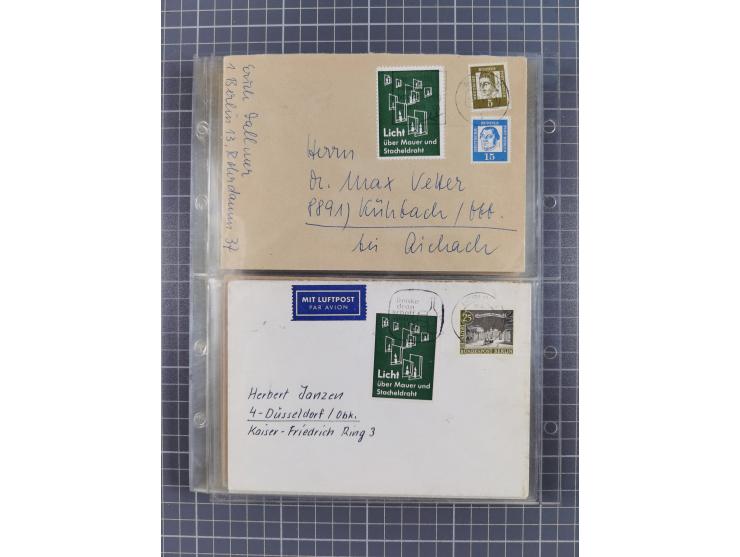 Erich Dallmer
1 Berlin 13, Rohrdamm 37
Licht
über Mauer und
Stacheldraht
5
15
Herrn
Dr. Max Vetter
8891) Kühbach / Obb.
bei Aichach
MIT LUFTPOST
PAR AVION
25
BUNDESPOST BERLIN
Licht
über Mauer und
Stacheldraht
Herbert Janzen
4-Düsseldorf / Obk.
Kaiser-Friedrich Ring 3